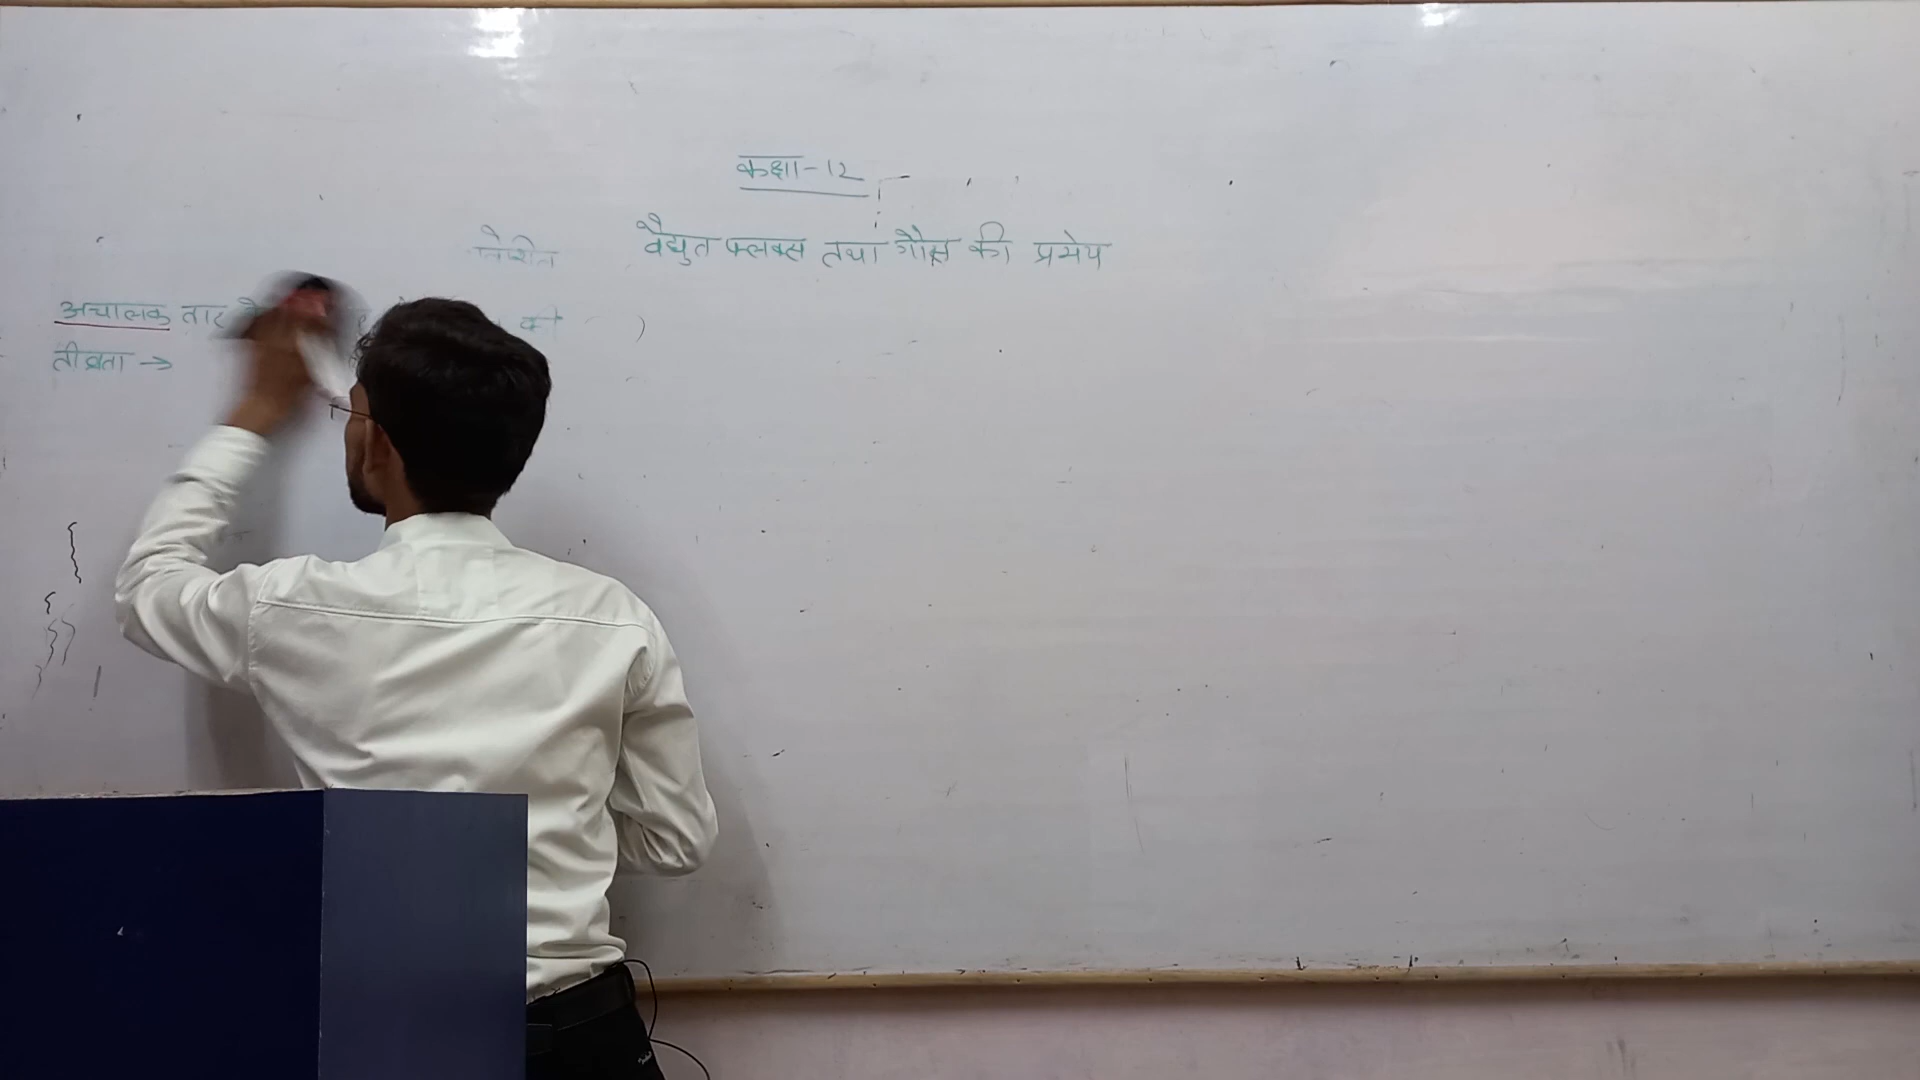 कक्षा-12
वैद्युत फ्लक्स तथा गौस की प्रमेय
अचालक तार की
तीव्रता →